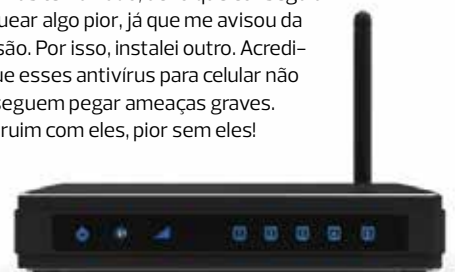 quear algo pior, já que me avisou da
são. Por isso, instalei outro. Acredi-
ue esses antivírus para celular não
seguem pegar ameaças graves.
ruim com eles, pior sem eles!